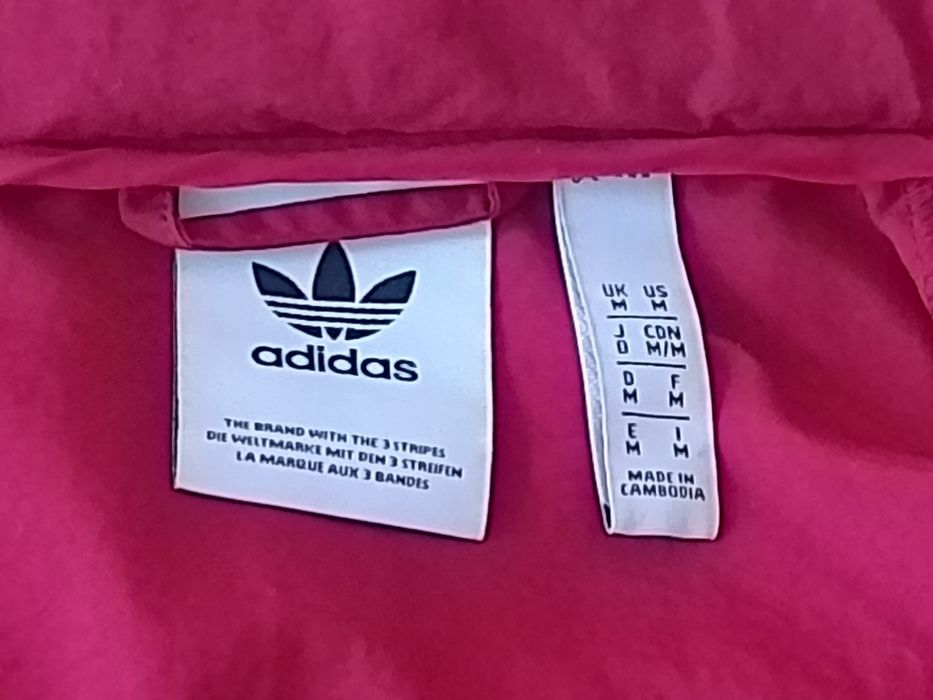 adidas
THE BRAND WITH THE 3 STRIPES
DIE WELTMARKE MIT DEN 3 STREIFEN
LA MARQUE AUX 3 BANDES
UK US
M M
J CDN
O M/M
D F
M M
E I
M M
MADE IN
CAMBODIA